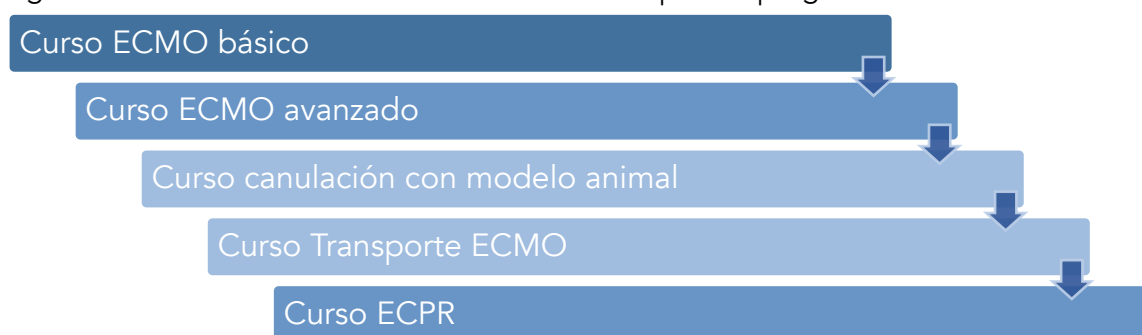 Curso ECMO básico
Curso ECMO avanzado
Curso canulación con modelo animal
Curso Transporte ECMO
Curso ECPR